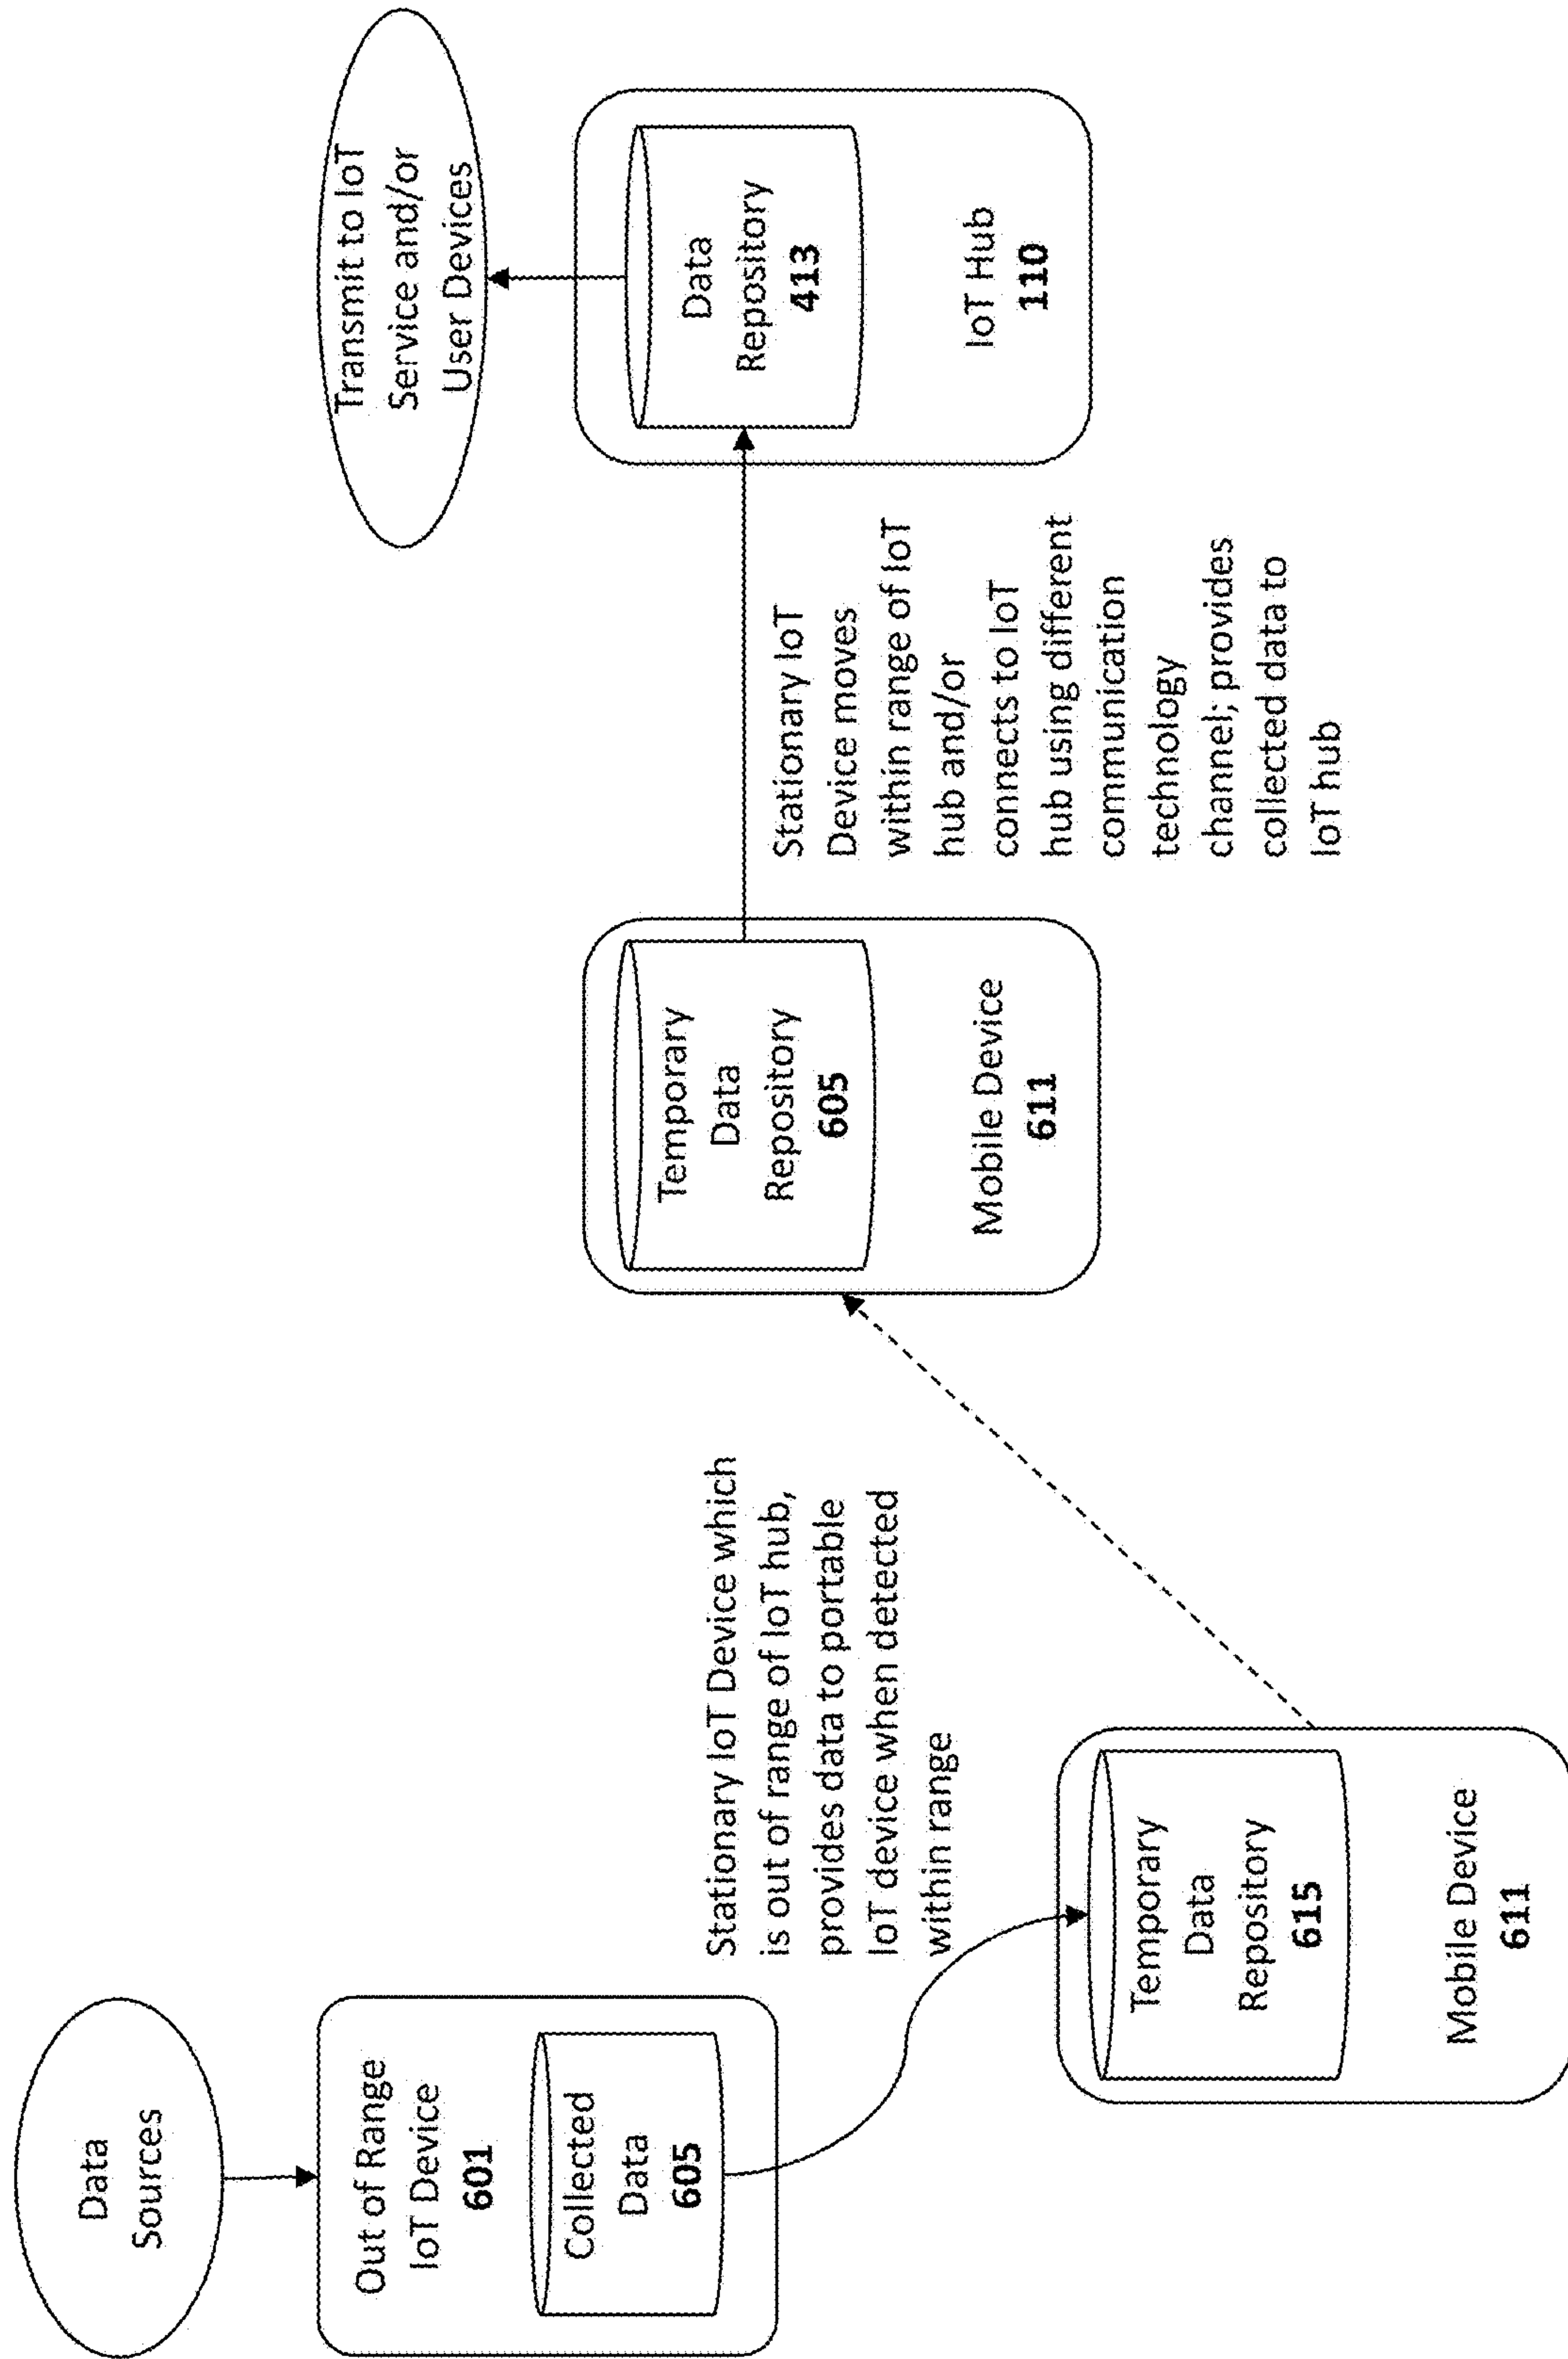 Data
Sources
Out of Range
IoT Device
601
Collected
Data
605
Stationary IoT Device which
is out of range of IoT hub,
provides data to portable
IoT device when detected
within range
Temporary
Data
Repository
615
Mobile Device
611
Temporary
Data
Repository
605
Mobile Device
611
Stationary IoT
Device moves
within range of IoT
hub and/or
connects to IoT
hub using different
communication
technology
channel; provides
collected data to
IoT hub
Transmit to IoT
Service and/or
User Devices
Data
Repository
413
IoT Hub
110